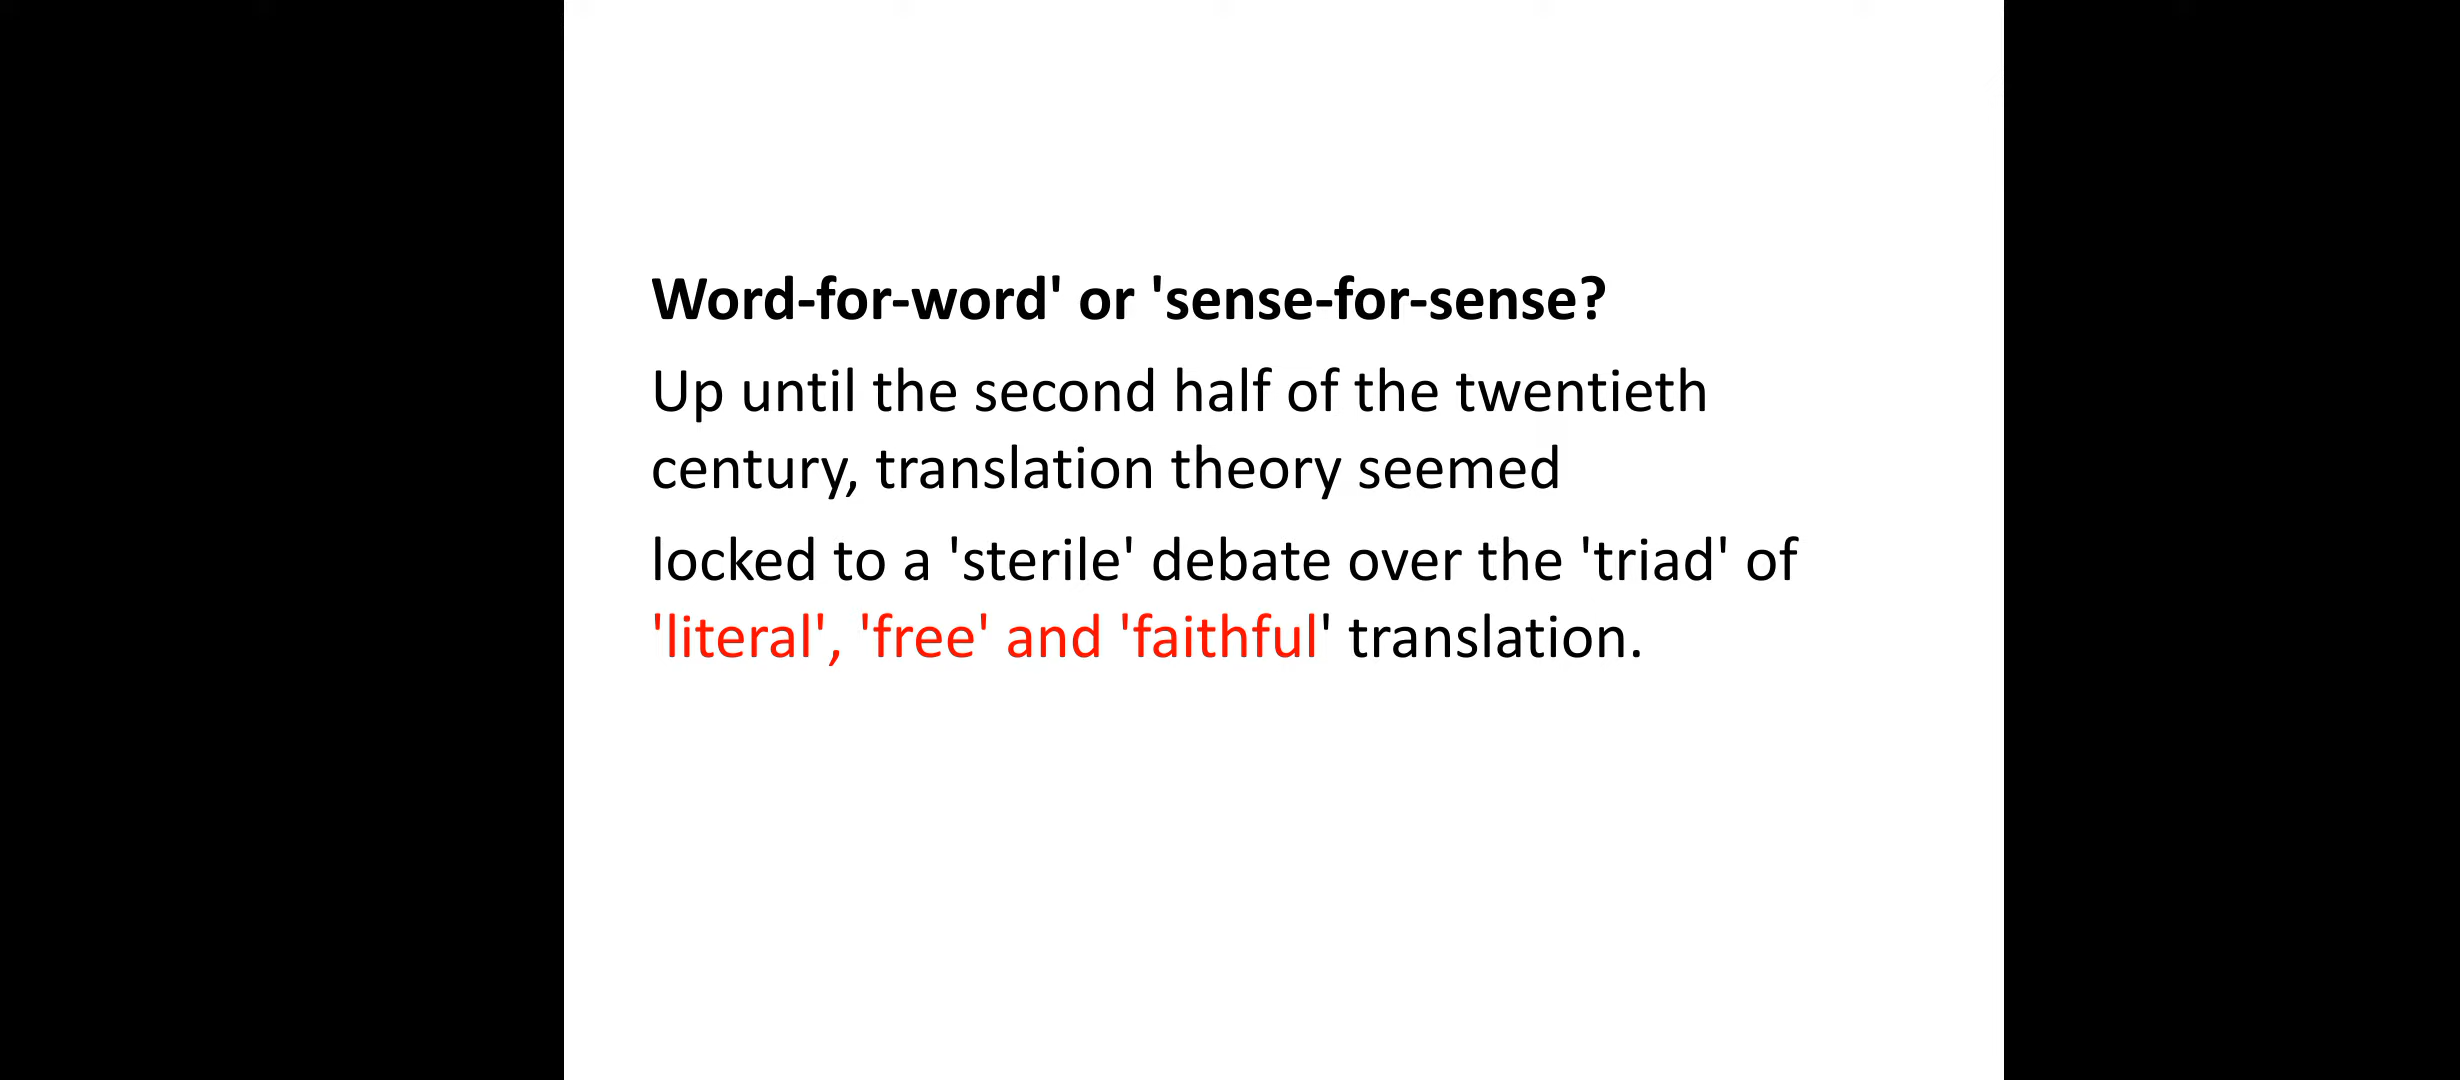 Word-for-word' or 'sense-for-sense?
Up until the second half of the twentieth
century, translation theory seemed
locked to a 'sterile' debate over the 'triad' of
'literal', 'free' and 'faithful' translation.